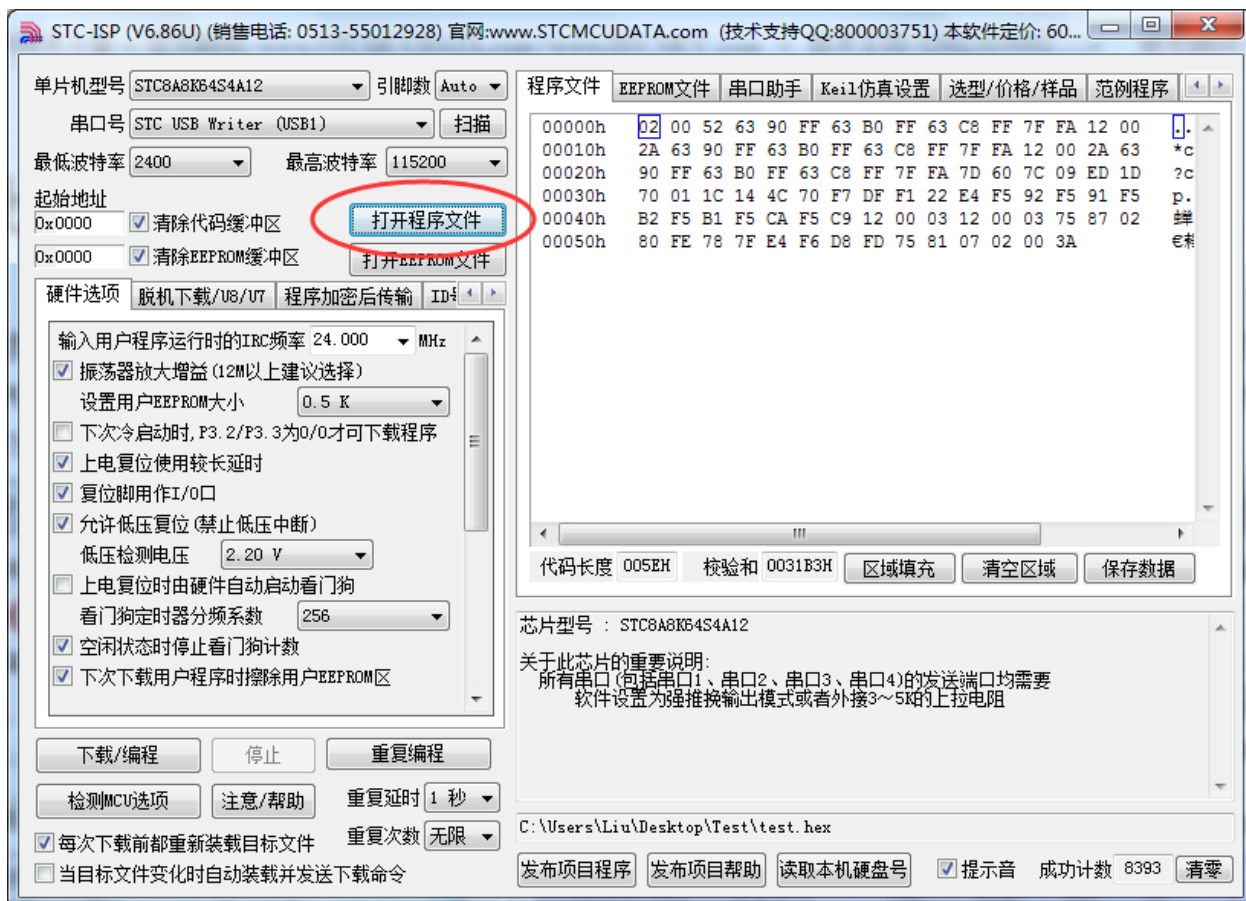 STC-ISP (V6.86U) (销售电话: 0513-55012928) 官网:www.STCMCUDATA.com (技术支持QQ:800003751) 本软件定价: 60...
单片机型号 STC8A8K64S4A12 引脚数 Auto
串口号 STC USB Writer (USB1) 扫描
最低波特率 2400 最高波特率 115200
起始地址
0x0000 清除代码缓冲区 打开程序文件
0x0000 清除EEPROM缓冲区 打开EEPROM文件
硬件选项 脱机下载/U8/U7 程序加密后传输
输入用户程序运行时的IRC频率 24.000 MHz
振荡器放大增益(12M以上建议选择)
设置用户EEPROM大小 0.5 K
下次冷启动时,P3.2/P3.3为0/0才可下载程序
上电复位使用较长延时
复位脚用作I/O口
允许低压复位(禁止低压中断)
低压检测电压 2.20 V
上电复位时由硬件自动启动看门狗
看门狗定时器分频系数 256
空闲状态时停止看门狗计数
下次下载用户程序时擦除用户EEPROM区
下载/编程 停止 重复编程
检测MCU选项 注意/帮助 重复延时 1 秒
每次下载前都重新装载目标文件 重复次数 无限
当目标文件变化时自动装载并发送下载命令
程序文件 EEPROM文件 串口助手 Keil仿真设置 选型/价格/样品 范例程序
00000h 02 00 52 63 90 FF 63 B0 FF 63 C8 FF 7F FA 12 00 ..
00010h 2A 63 90 FF 63 B0 FF 63 C8 FF 7F FA 12 00 2A 63 *c
00020h 90 FF 63 B0 FF 63 C8 FF 7F FA 7D 60 7C 09 ED 1D ?c
00030h 70 01 1C 14 4C 70 F7 DF F1 22 E4 F5 92 F5 91 F5 p.
00040h B2 F5 B1 F5 CA F5 C9 12 00 03 12 00 03 75 87 02 蝉
00050h 80 FE 78 7F E4 F6 D8 FD 75 81 07 02 00 3A €
代码长度 005EH 校验和 0031B3H 区域填充 清空区域 保存数据
芯片型号 : STC8A8K64S4A12
关于此芯片的重要说明:
所有串口(包括串口1、串口2、串口3、串口4)的发送端口均需要
软件设置为强推挽输出模式或者外接3~5K的上拉电阻
C:\Users\Liu\Desktop\Test\test.hex
发布项目程序 发布项目帮助 读取本机硬盘号 提示音 成功计数 8393 清零